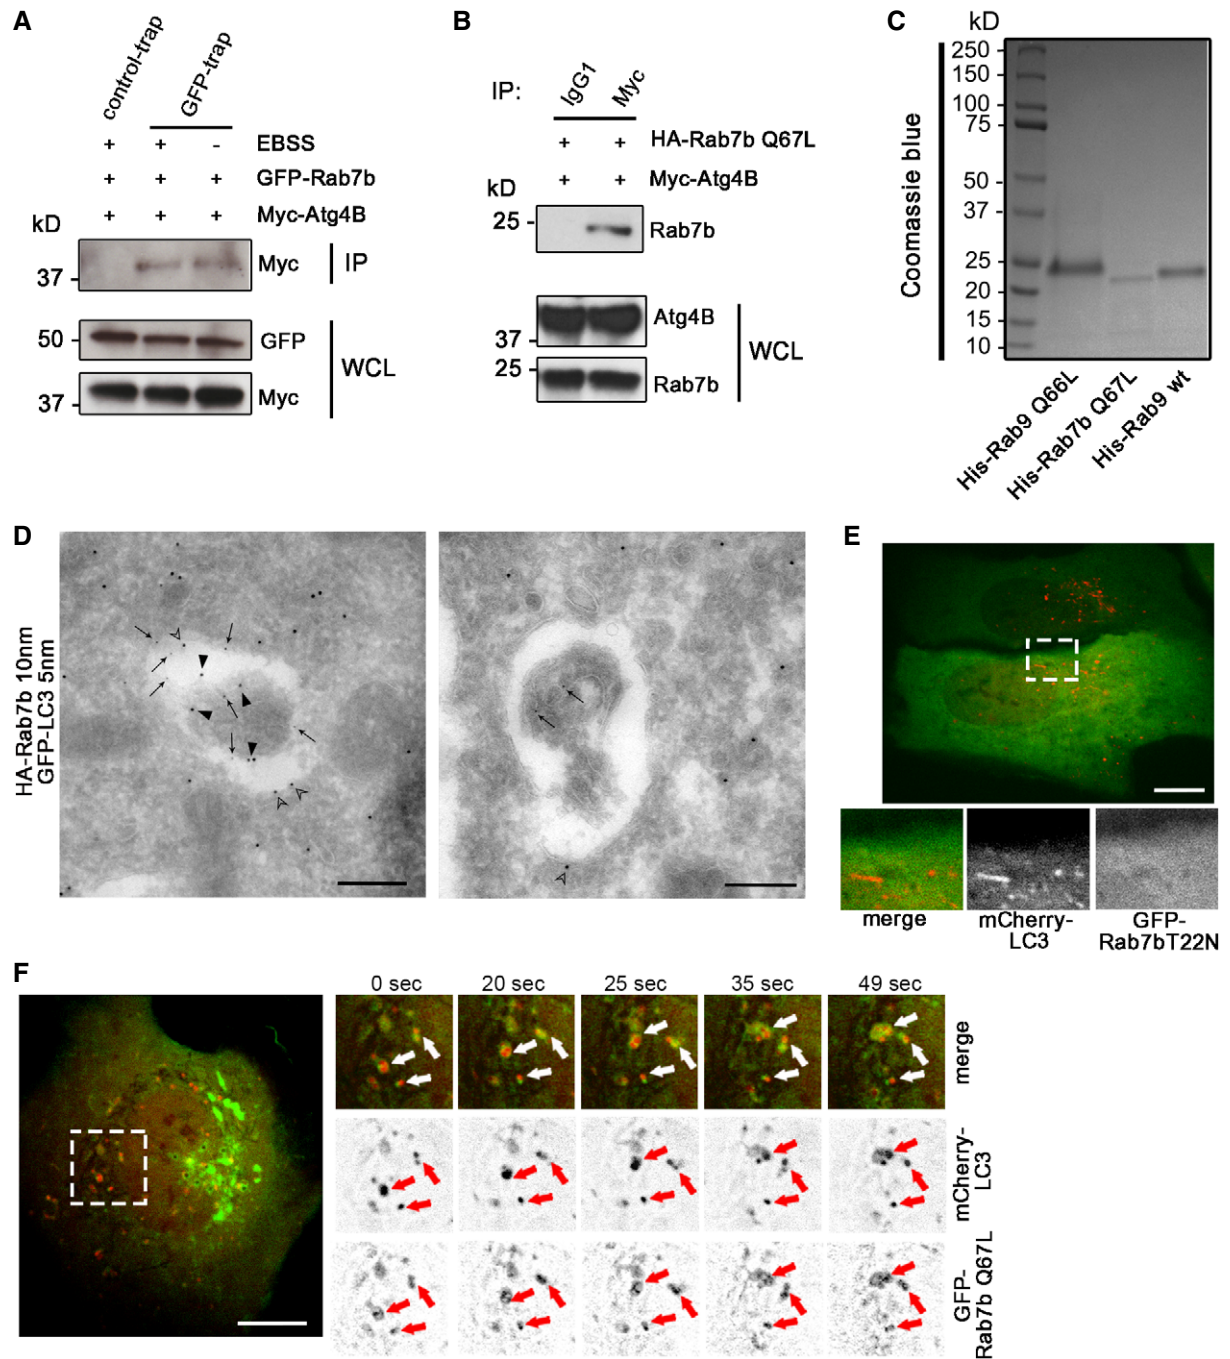 A
control-trap
GFP-trap
+ + - EBSS
+ + + GFP-Rab7b
+ + + Myc-Atg4B
kD
37
Myc
IP
50
GFP
37
Myc
WCL
B
IP:
IgG1
Myc
+ + HA-Rab7b Q67L
+ + Myc-Atg4B
kD
25
Rab7b
37
Atg4B
25
Rab7b
WCL
C
kD
Coomassie blue
250
150
100
75
50
37
25
20
15
10
His-Rab9 Q66L
His-Rab7b Q67L
His-Rab9 wt
D
HA-Rab7b 10nm
GFP-LC3 5nm
E
merge
mCherry-
LC3
GFP-
Rab7bT22N
F
0 sec
20 sec
25 sec
35 sec
49 sec
merge
mCherry-
LC3
GFP-
Rab7b Q67L